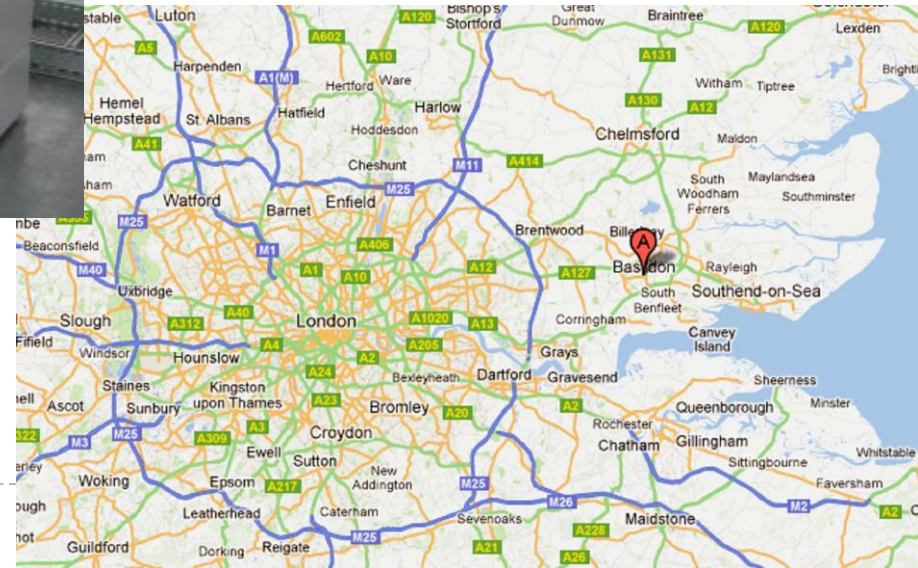 Bishop's
Stortford
Great
Dunmow
Braintree
Luton
A120
A120
Lexden
A602
A131
A5
A10
Harpenden
A1(M)
Hertford
Ware
Witham
Tiptree
Hemel
Hempstead
St. Albans
Hatfield
Harlow
A130
A12
Hoddesdon
Chelmsford
Maldon
A41
Cheshunt
M11
A414
M25
South
Woodham
Ferrers
Maylandsea
Southminster
Watford
Barnet
Enfield
M25
Brentwood
A
Beaconsfield
M1
A406
A12
A127
Basildon
Rayleigh
M40
A1
A10
Uxbridge
South
Benfleet
Southend-on-Sea
Slough
A312
A40
London
A1020
A13
Corringham
Canvey
Island
Windsor
Hounslow
A4
A2
A205
Grays
A24
Bexleyheath
Dartford
Gravesend
Sheerness
Staines
Kingston
upon Thames
Ascot
Sunbury
A23
Bromley
A20
A2
Queenborough
Minster
M3
M25
A309
A3
Croydon
Rochester
Chatham
Gillingham
Ewell
Sutton
Whitstable
Woking
Epsom
A217
New
Addington
M25
Sittingbourne
Faversham
M26
M2
Leatherhead
Caterham
Sevenoaks
Maidstone
A2
Guildford
Dorking
Reigate
M25
A21
A228
A26